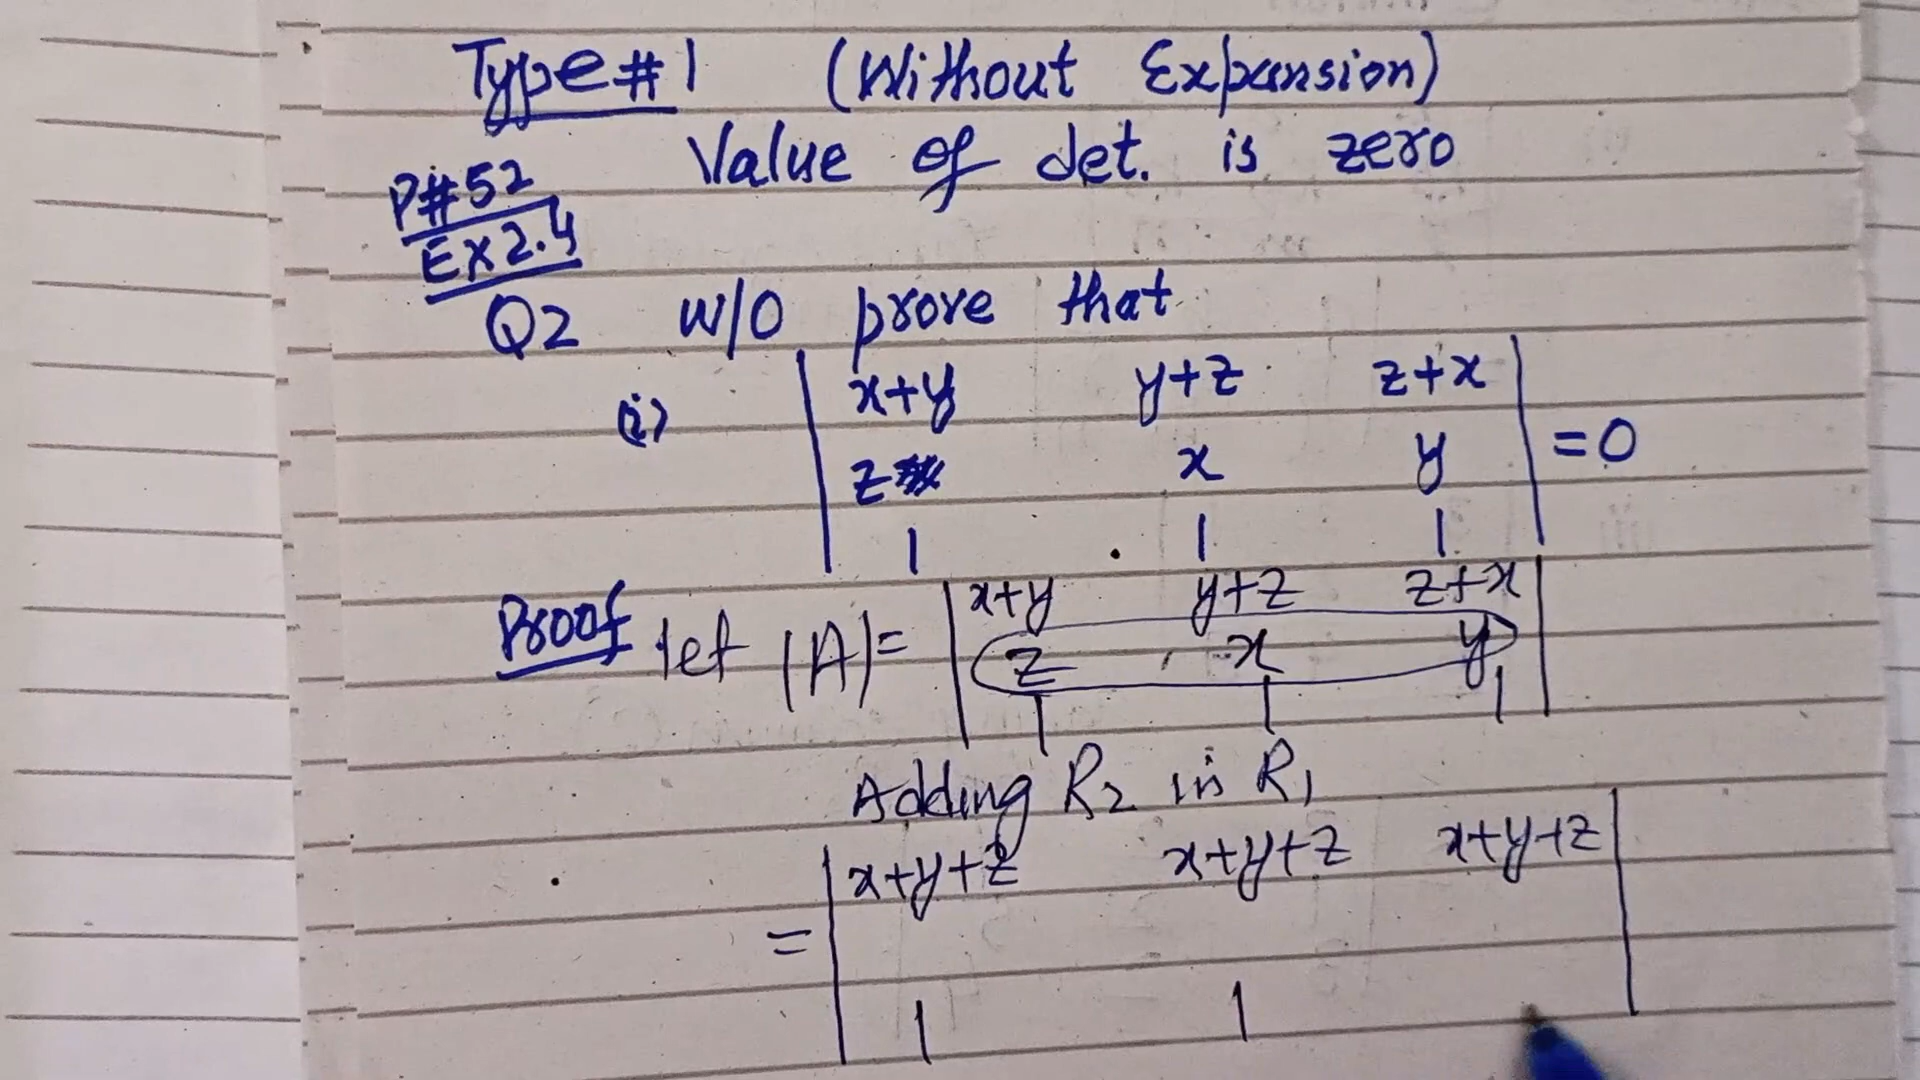 Type#1 (Without Expansion)
Value of det. is zero
P#52
EX2.4
Q2 W/O prove that
(i) | x+y y+z z+x |
| z x y | =0
| 1 1 1 |
Proof let |A|= | x+y y+z z+x |
| z x y |
| 1 1 1 |
Adding R₂ in R₁
= | x+y+z x+y+z x+y+z |
| 1 1